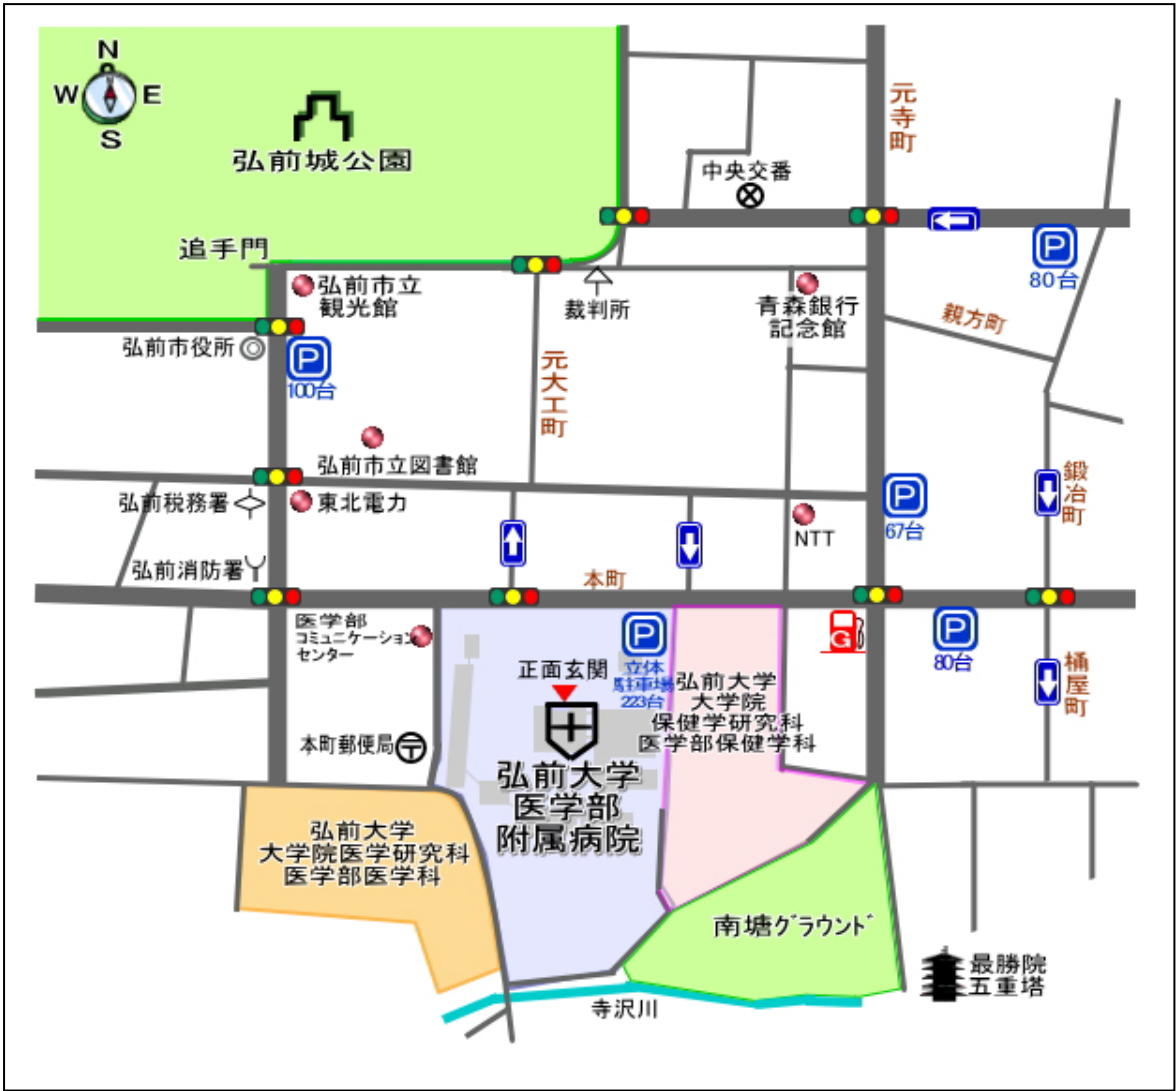 N
W
E
S
弘前城公園
元寺町
中央交番
追手門
弘前市立
観光館
裁判所
青森銀行
記念館
P
80台
親方町
弘前市役所
P
100台
元大工町
弘前市立図書館
弘前税務署
東北電力
P
67台
鍛冶町
NTT
弘前消防署
本町
医学部
コミュニケーション
センター
P
立体
駐車場
223台
G
P
80台
正面玄関
弘前大学
大学院
保健学研究科
医学部保健学科
桶屋町
本町郵便局
〒
弘前大学
医学部
附属病院
弘前大学
大学院医学研究科
医学部医学科
南塘グラウンド
最勝院
五重塔
寺沢川